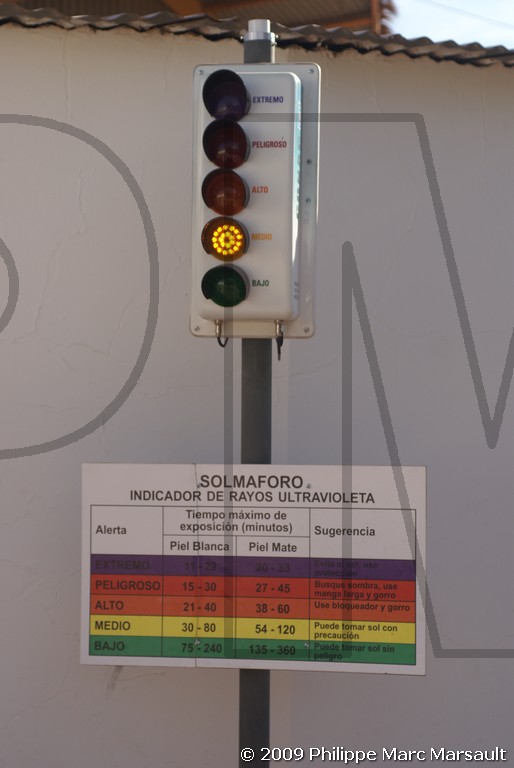 EXTREMO
PELIGROSO
ALTO
MEDIO
BAJO
SOLMAFORO
INDICADOR DE RAYOS ULTRAVIOLETA
Alerta
Tiempo máximo de
exposición (minutos)
Sugerencia
Piel Blanca Piel Mate
EXTREMO
PELIGROSO 15 - 30 27 - 45 Busque sombra, use
manga larga y gorro
ALTO 21 - 40 38 - 60 Use bloqueador y gorro
MEDIO 30 - 80 54 - 120 Puede tomar sol con
precaución
BAJO 75 - 240 135 - 360 Puede tomar sol sin
peligro
PM
© 2009 Philippe Marc Marsault